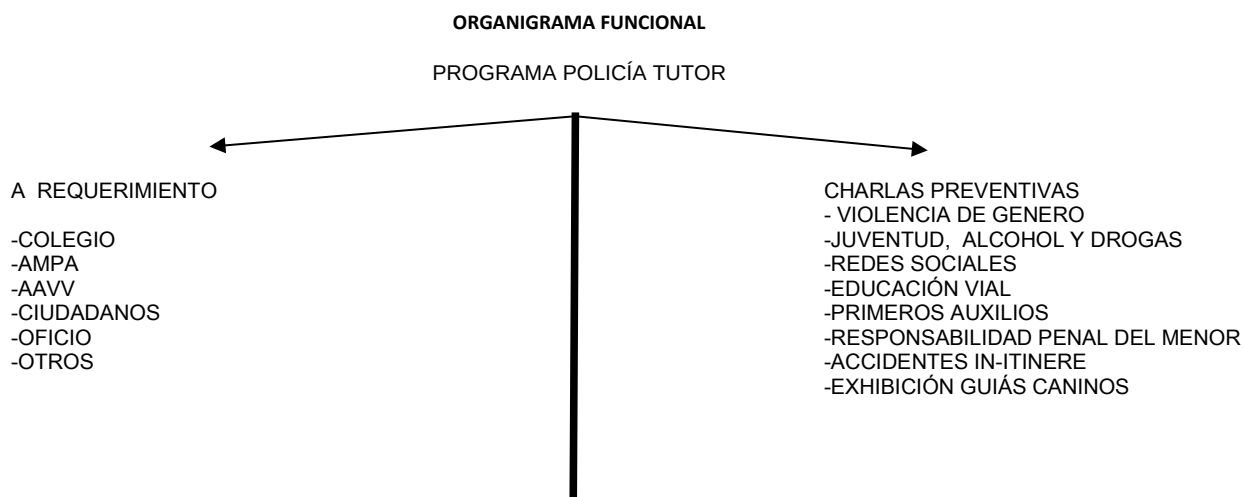 ORGANIGRAMA FUNCIONAL
PROGRAMA POLICÍA TUTOR
A REQUERIMIENTO
-COLEGIO
-AMPA
-AAVV
-CIUDADANOS
-OFICIO
-OTROS
CHARLAS PREVENTIVAS
- VIOLENCIA DE GENERO
-JUVENTUD, ALCOHOL Y DROGAS
-REDES SOCIALES
-EDUCACIÓN VIAL
-PRIMEROS AUXILIOS
-RESPONSABILIDAD PENAL DEL MENOR
-ACCIDENTES IN-ITINERE
-EXHIBICIÓN GUIÁS CANINOS